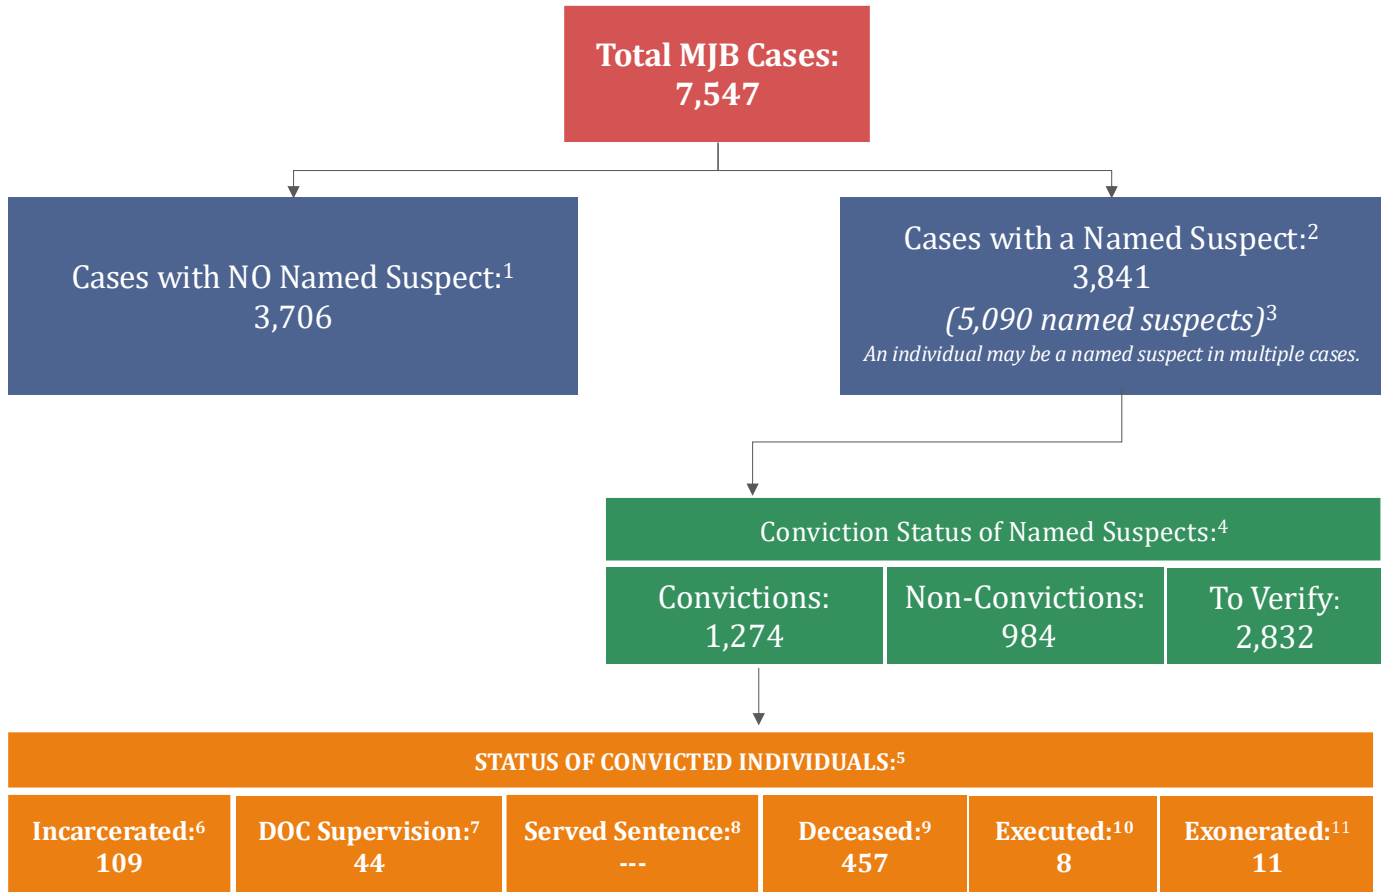 Total MJB Cases:
7,547
Cases with NO Named Suspect:1
3,706
Cases with a Named Suspect:2
3,841
(5,090 named suspects)3
An individual may be a named suspect in multiple cases.
Conviction Status of Named Suspects:4
Convictions:
1,274
Non-Convictions:
984
To Verify:
2,832
STATUS OF CONVICTED INDIVIDUALS:5
Incarcerated:6
109
DOC Supervision:7
44
Served Sentence:8
---
Deceased:9
457
Executed:10
8
Exonerated:11
11